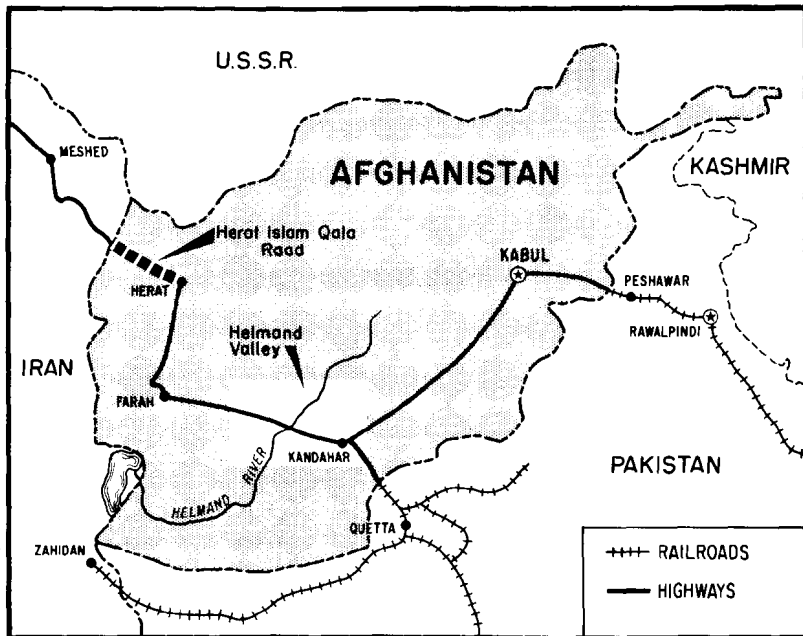 U.S.S.R.
MESHED
AFGHANISTAN
KASHMIR
Herat Islam Qala
Road
HERAT
KABUL
PESHAWAR
RAWALPINDI
Helmand
Valley
IRAN
FARAH
KANDAHAR
HELMAND RIVER
PAKISTAN
QUETTA
ZAHIDAN
RAILROADS
HIGHWAYS